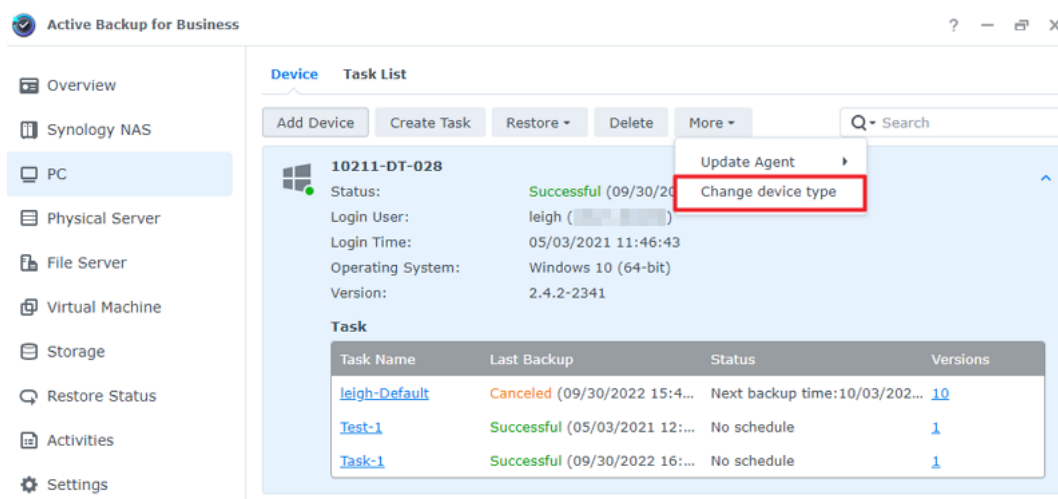 Active Backup for Business
?
Overview
Synology NAS
PC
Physical Server
File Server
Virtual Machine
Storage
Restore Status
Activities
Settings
Device Task List
Add Device Create Task Restore Delete More Search
Update Agent
Change device type
10211-DT-028
Status: Successful (09/30/20
Login User: leigh ( )
Login Time: 05/03/2021 11:46:43
Operating System: Windows 10 (64-bit)
Version: 2.4.2-2341
Task
Task Name Last Backup Status Versions
leigh-Default Canceled (09/30/2022 15:4... Next backup time:10/03/202... 10
Test-1 Successful (05/03/2021 12:... No schedule 1
Task-1 Successful (09/30/2022 16:... No schedule 1